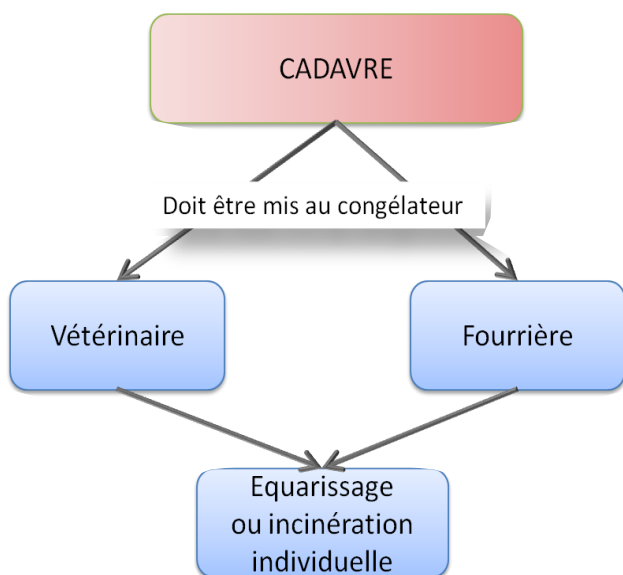 CADAVRE
Doit être mis au congélateur
Vétérinaire
Fourrière
Equarissage
ou incinération
individuelle